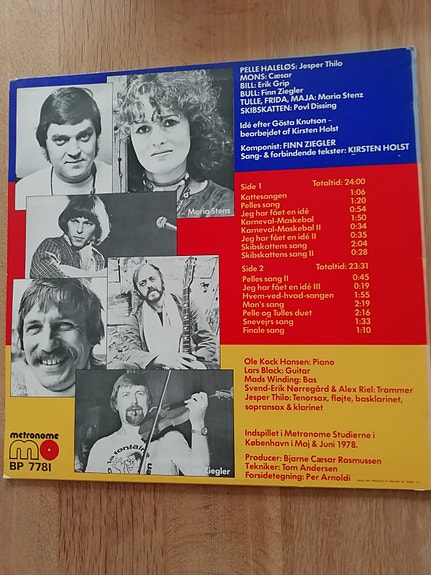 PELLE HALELØS: Jesper Thilo
MONS: Cæsar
BILL: Erik Grip
BULL: Finn Ziegler
TULLE, FRIDA, MAJA: Maria Stenz
SKIBSKATTEN: Povl Dissing
Idé efter Gösta Knutson –
bearbejdet af Kirsten Holst
Komponist: FINN ZIEGLER
Sang- & forbindende tekster: KIRSTEN HOLST
Maria Stenz
Side 1 Totaltid: 24:00
Kattesangen 1:06
Pelles sang 1:20
Jeg har fået en idé 0:54
Karneval-Maskebal 1:50
Karneval-Maskebal II 0:34
Jeg har fået en idé II 0:35
Skibskattens sang 2:04
Skibskattens sang II 0:28
Side 2 Totaltid: 23:31
Pelles sang II 0:45
Jeg har fået en idé III 0:19
Hvem-ved-hvad-sangen 1:55
Mon's sang 2:19
Pelle og Tulles duet 2:16
Snevejrs sang 1:33
Finale sang 1:10
Ole Kock Hansen: Piano
Lars Black: Guitar
Mads Winding: Bas
Svend-Erik Nørregård & Alex Riel: Trommer
Jesper Thilo: Tenorsax, fløjte, basklarinet,
sopransax & klarinet
Indspillet i Metronome Studierne i
København i Maj & Juni 1978.
Producer: Bjarne Cæsar Rasmussen
Tekniker: Tom Andersen
Forsidetegning: Per Arnoldi
metronome
BP 7781
Ziegler